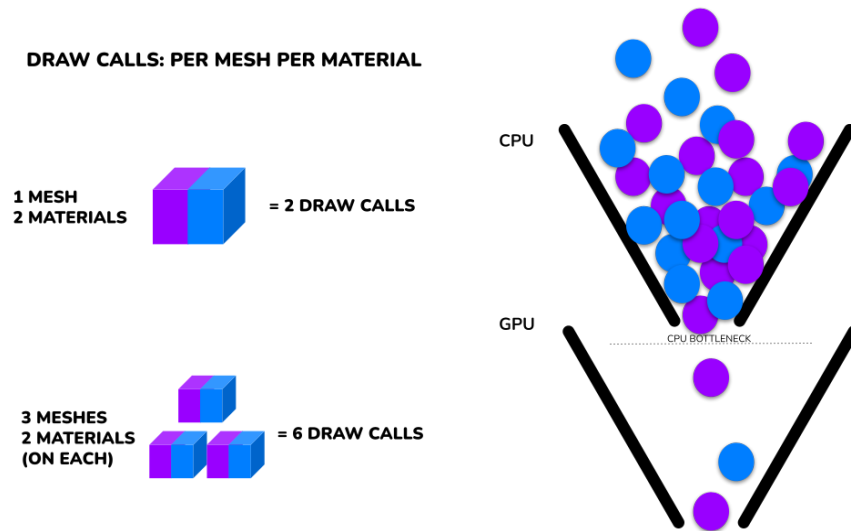 DRAW CALLS: PER MESH PER MATERIAL
1 MESH
2 MATERIALS
= 2 DRAW CALLS
3 MESHES
2 MATERIALS
(ON EACH)
= 6 DRAW CALLS
CPU
GPU
CPU BOTTLENECK